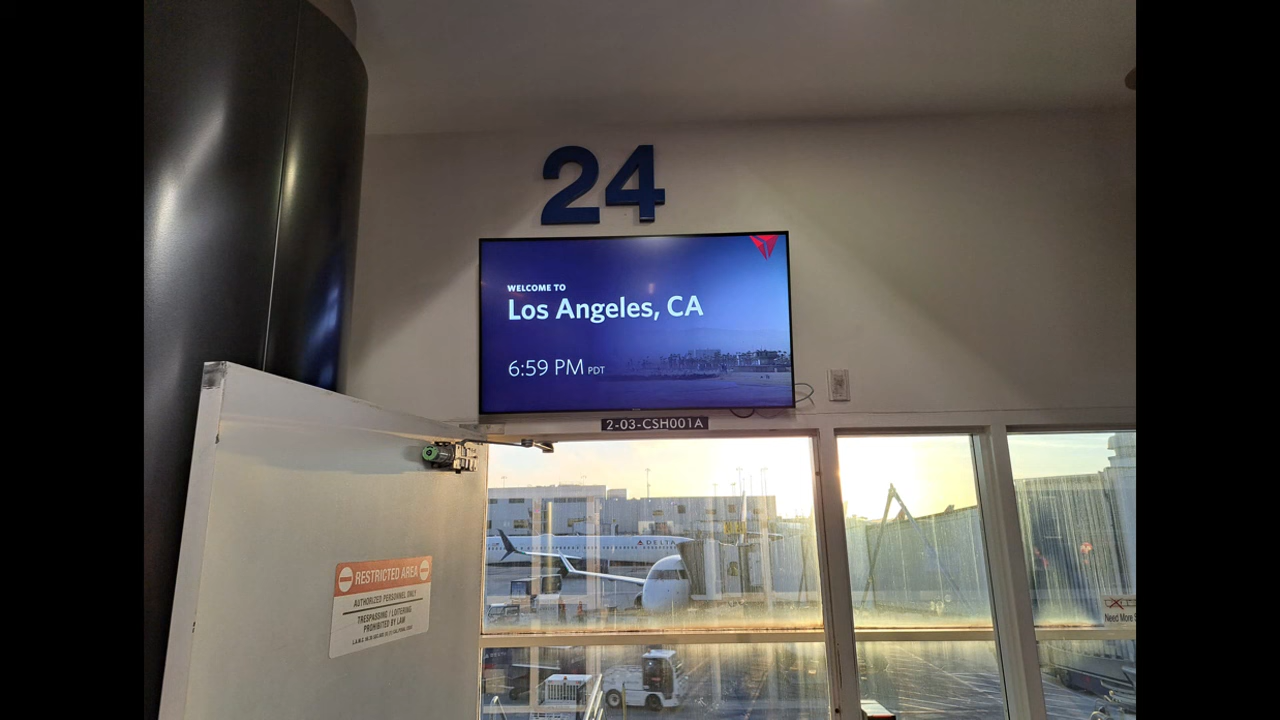 24
WELCOME TO
Los Angeles, CA
6:59 PM PDT
2-03-CSH001A
DELTA
RESTRICTED AREA
AUTHORIZED PERSONNEL ONLY
TRESPASSING / LOITERING
PROHIBITED BY LAW
Need More